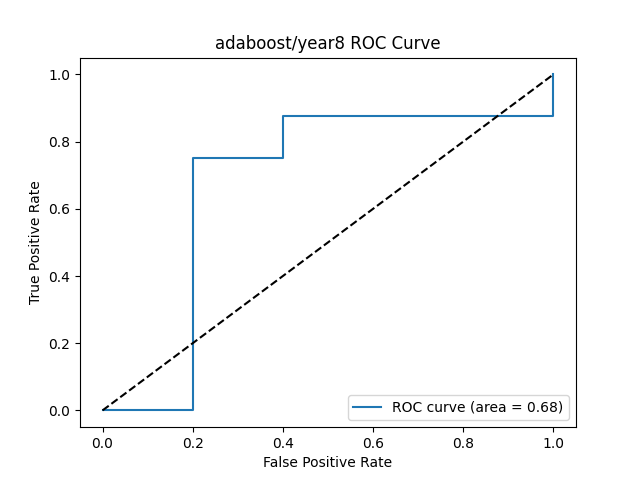 adaboost/year8 ROC Curve
1.0
0.8
0.6
0.4
0.2
0.0
True Positive Rate
0.0 0.2 0.4 0.6 0.8 1.0
False Positive Rate
ROC curve (area = 0.68)